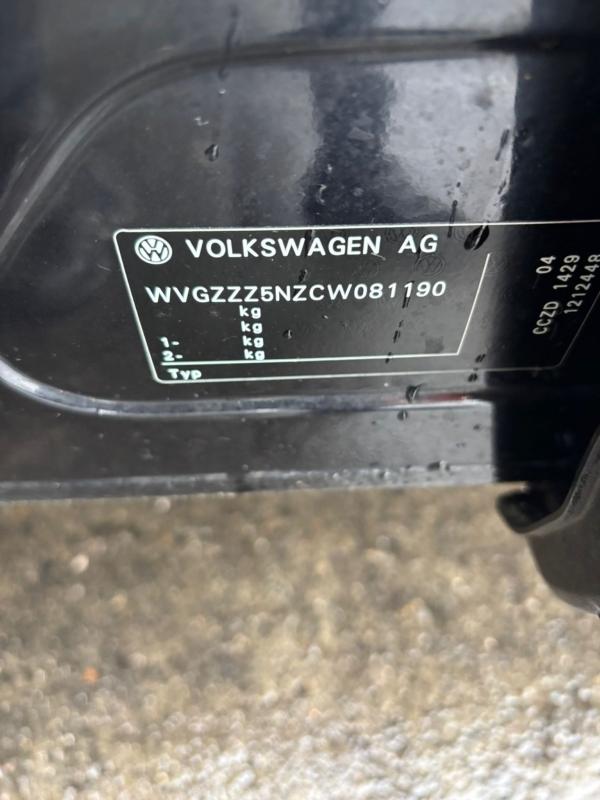 VOLKSWAGEN AG
WVGZZZ5NZCW081190
kg
kg
1- kg
2- kg
Typ
04
CCZD 1429
1212448